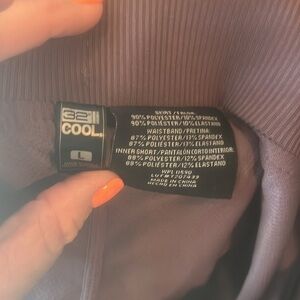 32°
COOL.
L
SKIRT/FALDA:
90% POLYESTER/10% SPANDEX
90% POLIÉSTER/10% ELASTANO
WAISTBAND/PRETINA:
87% POLYESTER/13% SPANDEX
87% POLIÉSTER/13% ELASTANO
INNER SHORT/PANTALÓN CORTO INTERIOR:
88% POLYESTER/12% SPANDEX
88% POLIÉSTER/12% ELASTANO
WPL 11590
MADE IN CHINA
HECHO EN CHINA